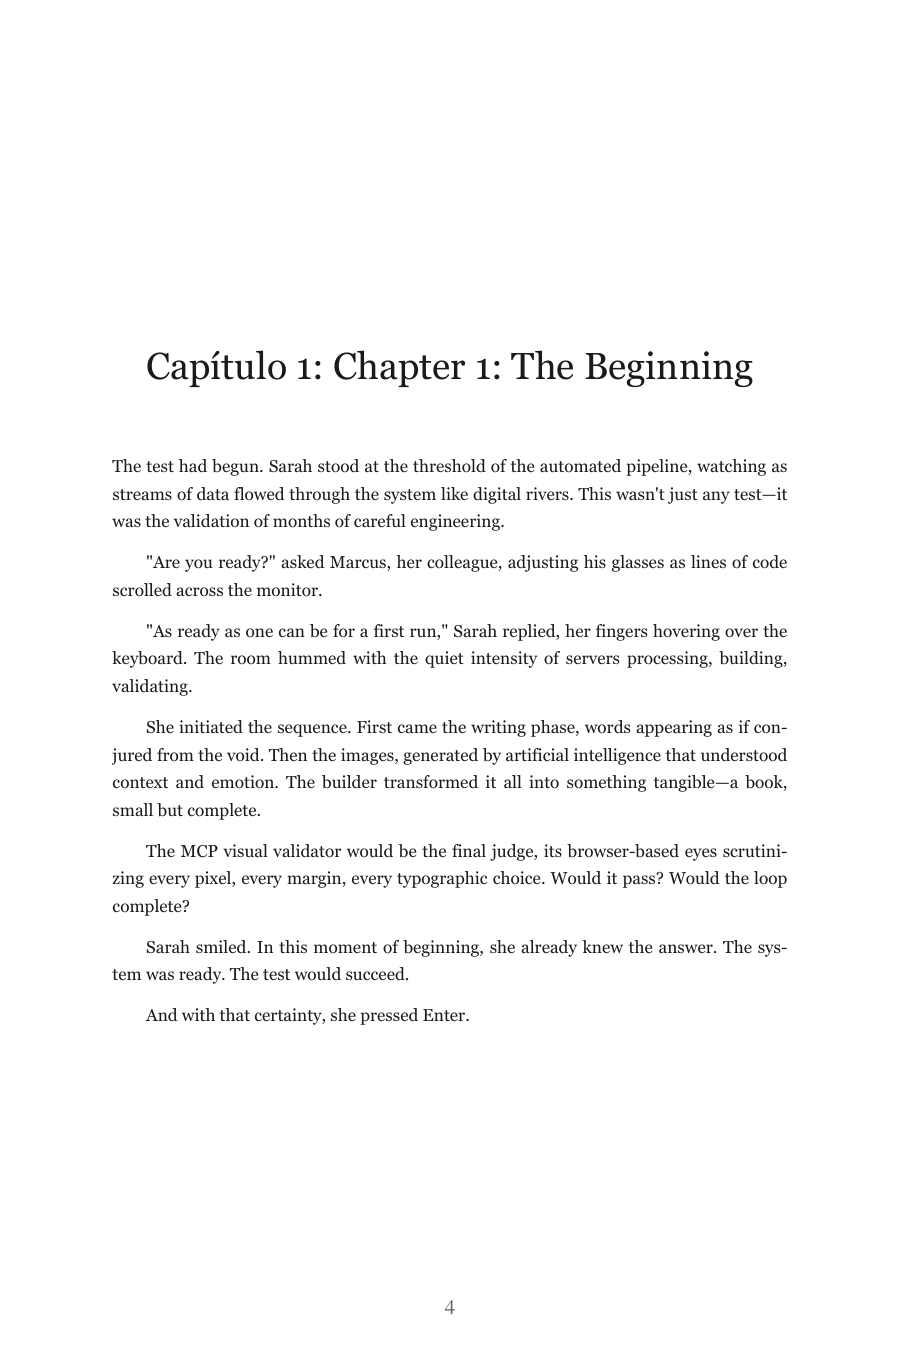 Capítulo 1: Chapter 1: The Beginning
The test had begun. Sarah stood at the threshold of the automated pipeline, watching as
streams of data flowed through the system like digital rivers. This wasn't just any test—it
was the validation of months of careful engineering.
"Are you ready?" asked Marcus, her colleague, adjusting his glasses as lines of code
scrolled across the monitor.
"As ready as one can be for a first run," Sarah replied, her fingers hovering over the
keyboard. The room hummed with the quiet intensity of servers processing, building,
validating.
She initiated the sequence. First came the writing phase, words appearing as if con-
jured from the void. Then the images, generated by artificial intelligence that understood
context and emotion. The builder transformed it all into something tangible—a book,
small but complete.
The MCP visual validator would be the final judge, its browser-based eyes scrutini-
zing every pixel, every margin, every typographic choice. Would it pass? Would the loop
complete?
Sarah smiled. In this moment of beginning, she already knew the answer. The sys-
tem was ready. The test would succeed.
And with that certainty, she pressed Enter.
4